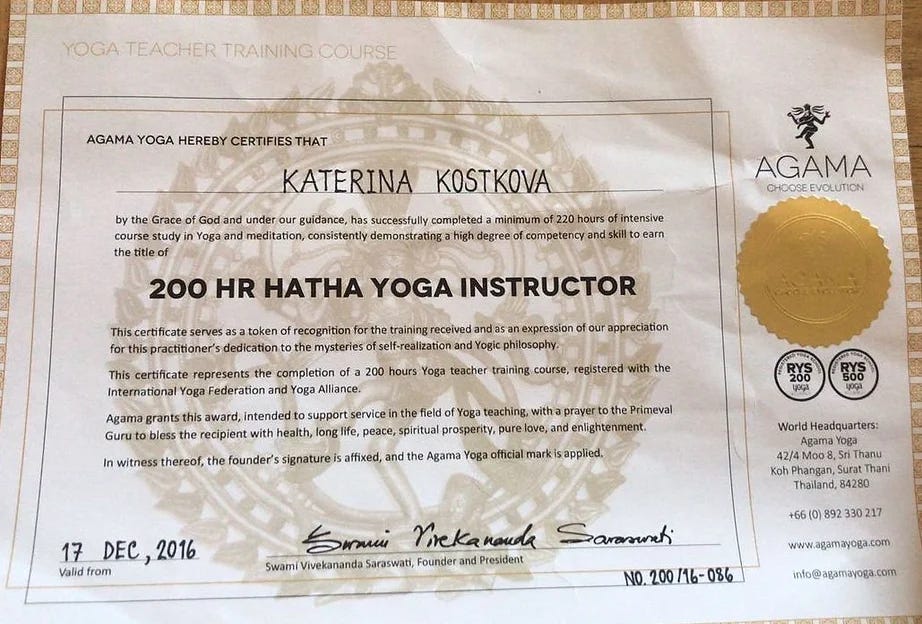 YOGA TEACHER TRAINING COURSE
AGAMA YOGA HEREBY CERTIFIES THAT
KATERINA KOSTKOVA
by the Grace of God and under our guidance, has successfully completed a minimum of 220 hours of intensive
course study in Yoga and meditation, consistently demonstrating a high degree of competency and skill to earn
the title of
200 HR HATHA YOGA INSTRUCTOR
This certificate serves as a token of recognition for the training received and as an expression of our appreciation
for this practitioner's dedication to the mysteries of self-realization and Yogic philosophy.
This certificate represents the completion of a 200 hours Yoga teacher training course, registered with the
International Yoga Federation and Yoga Alliance.
Agama grants this award, intended to support service in the field of Yoga teaching, with a prayer to the Primeval
Guru to bless the recipient with health, long life, peace, spiritual prosperity, pure love, and enlightenment.
In witness thereof, the founder's signature is affixed, and the Agama Yoga official mark is applied.
17 DEC, 2016
Valid from
Swami Vivekananda Saraswati
Swami Vivekananda Saraswati, Founder and President
NO. 200/16-086
AGAMA
CHOOSE EVOLUTION
RYS
200
yoga
RYS
500
yoga
World Headquarters:
Agama Yoga
42/4 Moo 8, Sri Thanu
Koh Phangan, Surat Thani
Thailand, 84280
+66 (0) 892 330 217
www.agamayoga.com
info@agamayoga.com